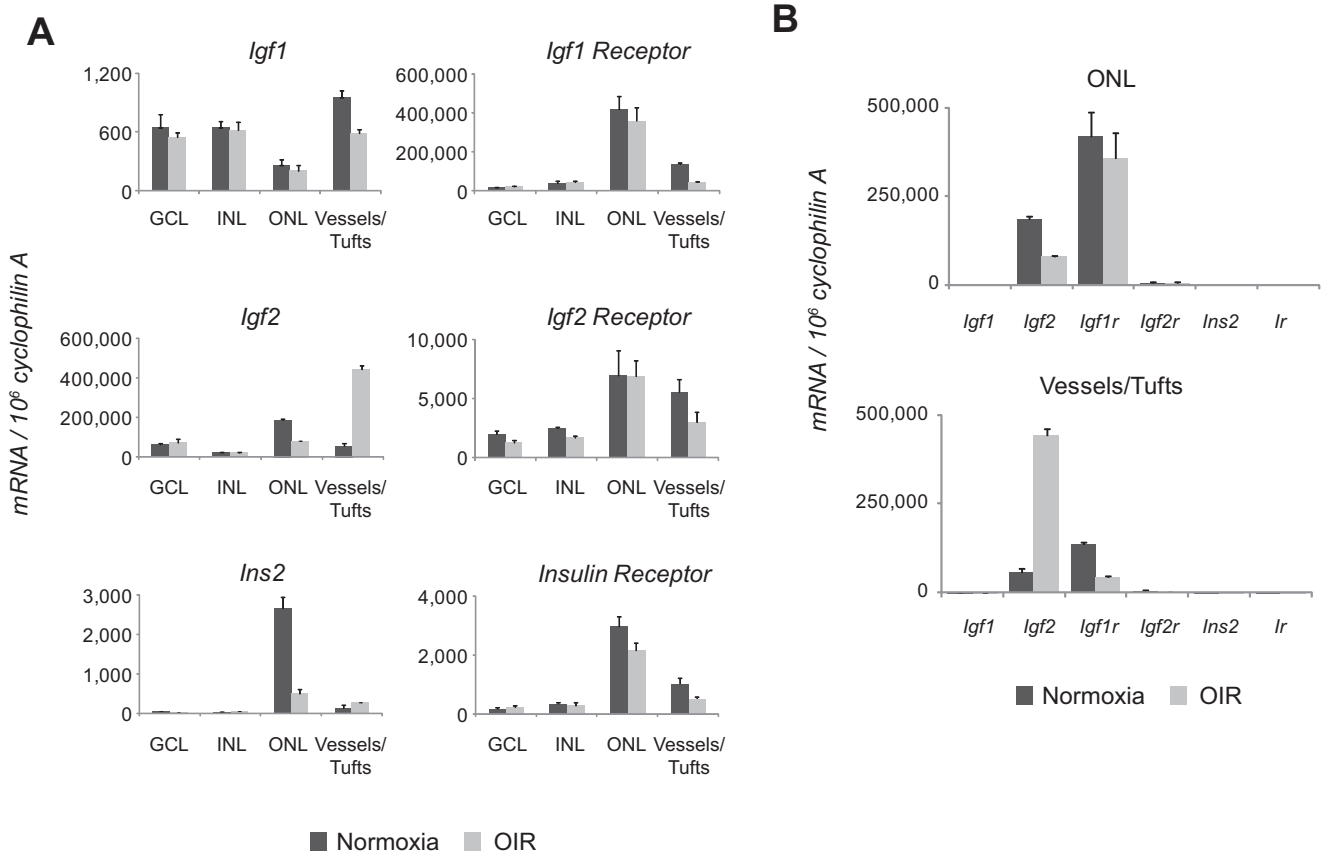 A
B
mRNA / 10⁶ cyclophilin A
Igf1
1,200
600
0
GCL INL ONL Vessels/
Tufts
Igf1 Receptor
600,000
400,000
200,000
0
GCL INL ONL Vessels/
Tufts
Igf2
600,000
400,000
200,000
0
GCL INL ONL Vessels/
Tufts
Igf2 Receptor
10,000
5,000
0
GCL INL ONL Vessels/
Tufts
Ins2
3,000
2,000
1,000
0
GCL INL ONL Vessels/
Tufts
Insulin Receptor
4,000
2,000
0
GCL INL ONL Vessels/
Tufts
Normoxia OIR
mRNA / 10⁶ cyclophilin A
ONL
500,000
250,000
0
Igf1 Igf2 Igf1r Igf2r Ins2 Ir
Vessels/Tufts
500,000
250,000
0
Igf1 Igf2 Igf1r Igf2r Ins2 Ir
Normoxia OIR